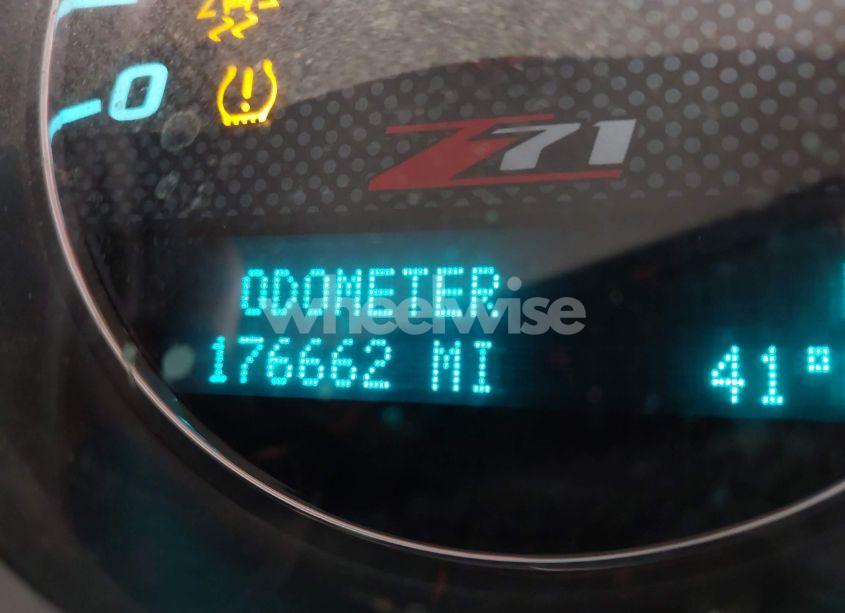 0
Z71
ODOMETER
wheelwise
176662 MI
41°